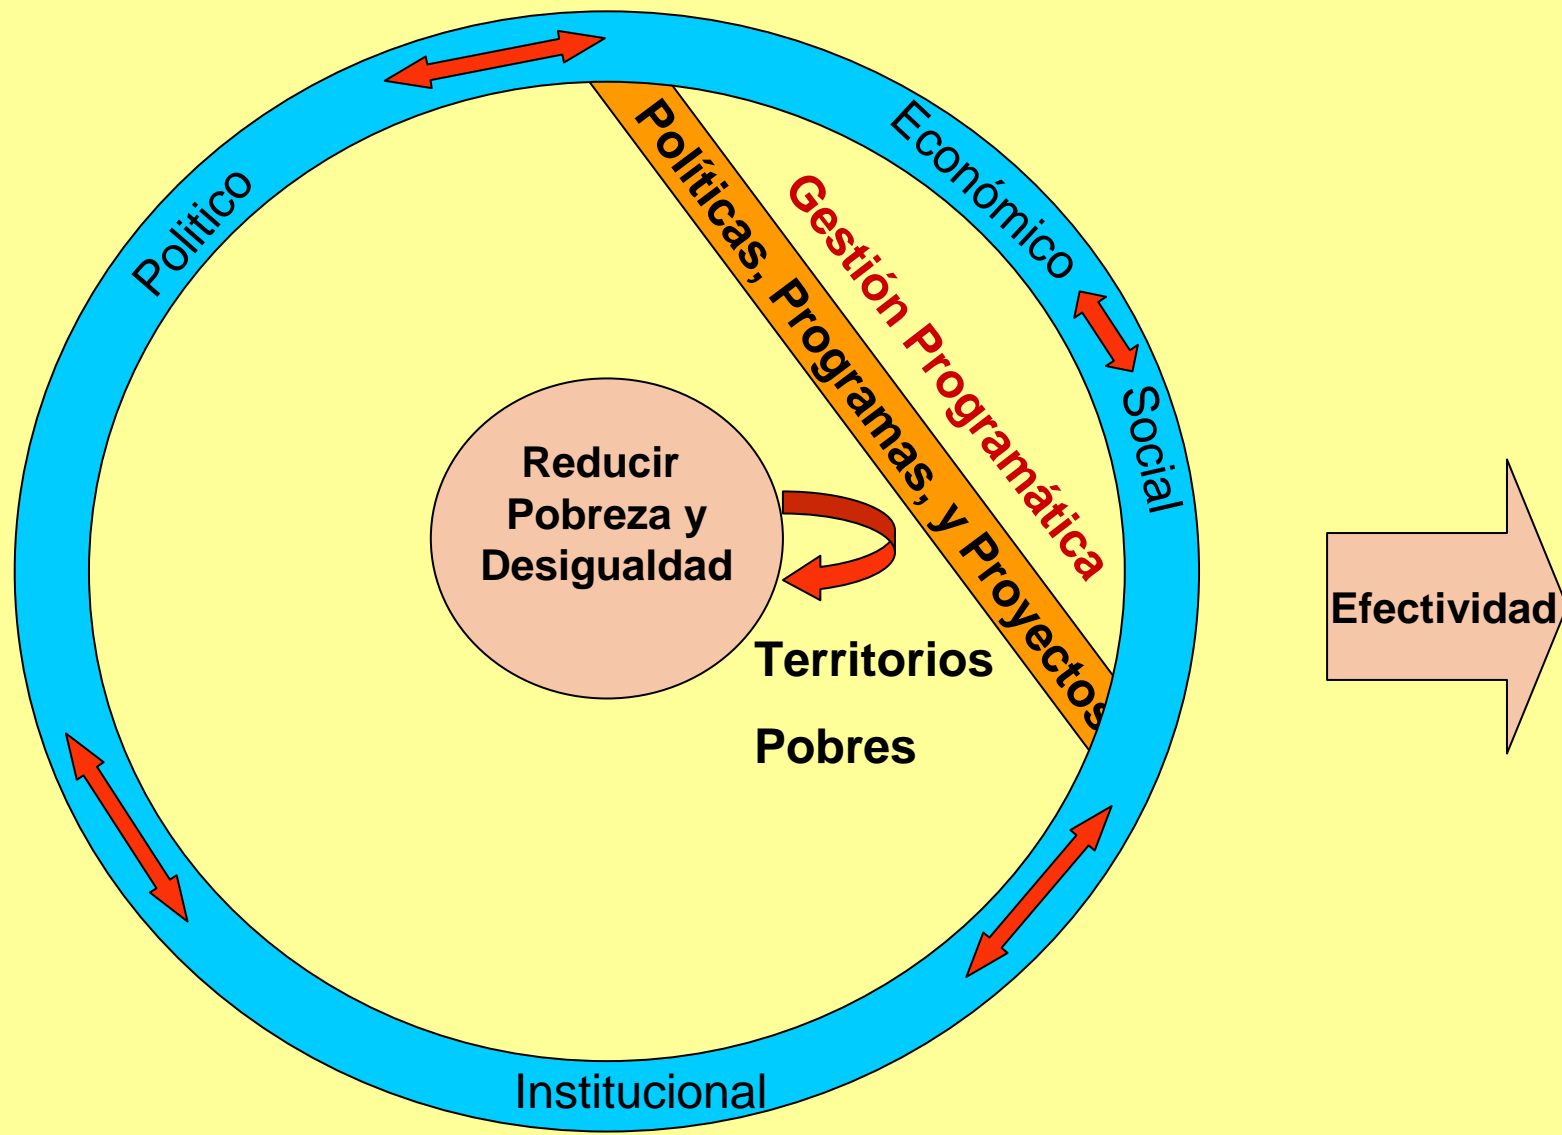 Politico
Económico
Social
Institucional
Políticas, Programas, y Proyectos
Gestión Programática
Reducir
Pobreza y
Desigualdad
Territorios
Pobres
Efectividad